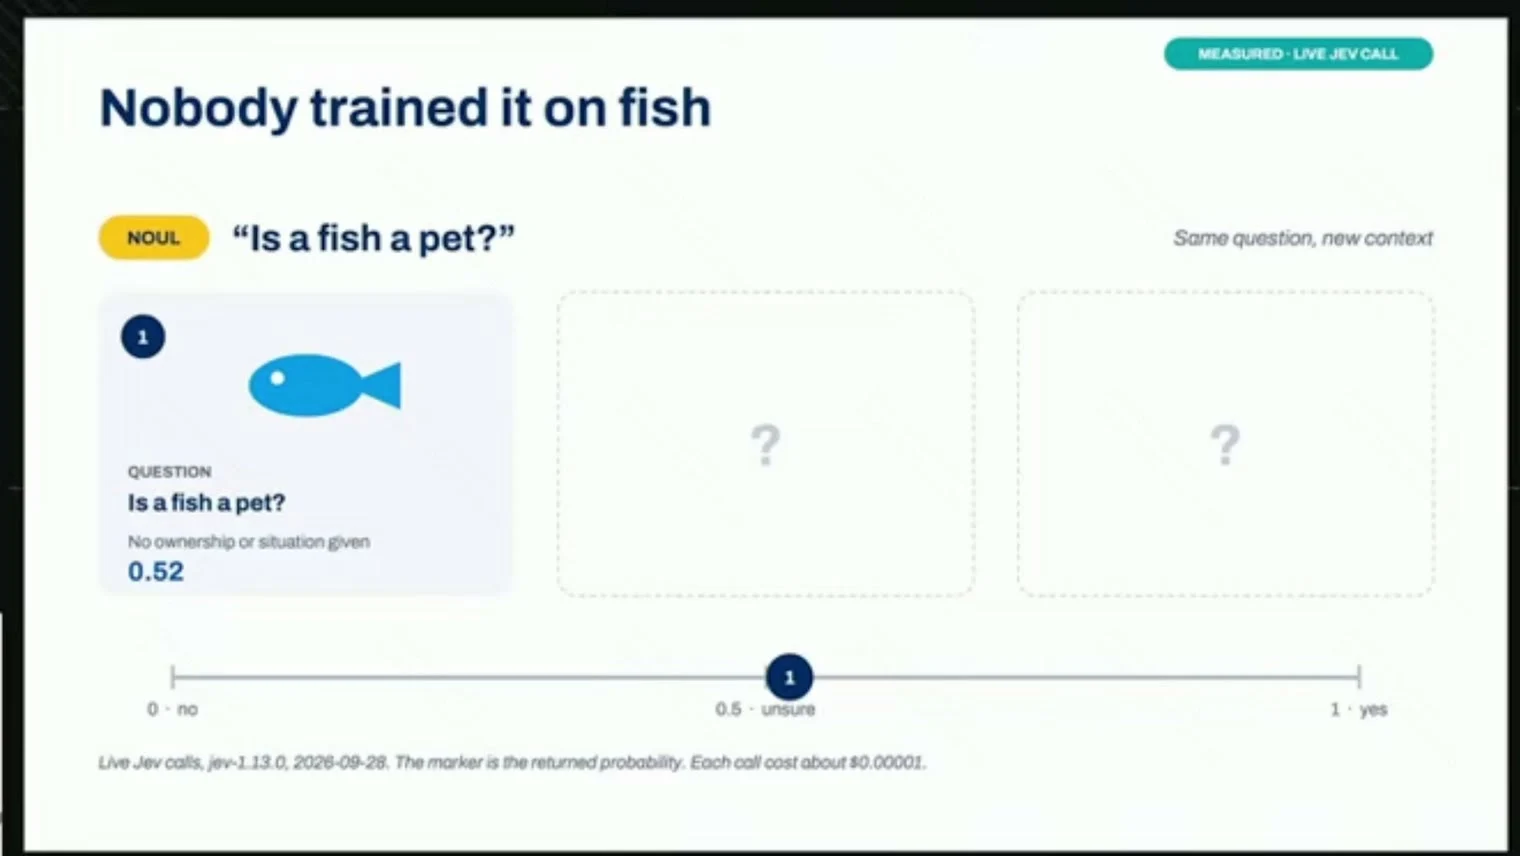 MEASURED · LIVE JEV CALL
Nobody trained it on fish
NOUL “Is a fish a pet?”
Same question, new context
1
QUESTION
Is a fish a pet?
No ownership or situation given
0.52
?
?
1
0 · no
0.5 · unsure
1 · yes
Live Jev calls, jev-1.13.0, 2026-09-28. The marker is the returned probability. Each call cost about $0.00001.